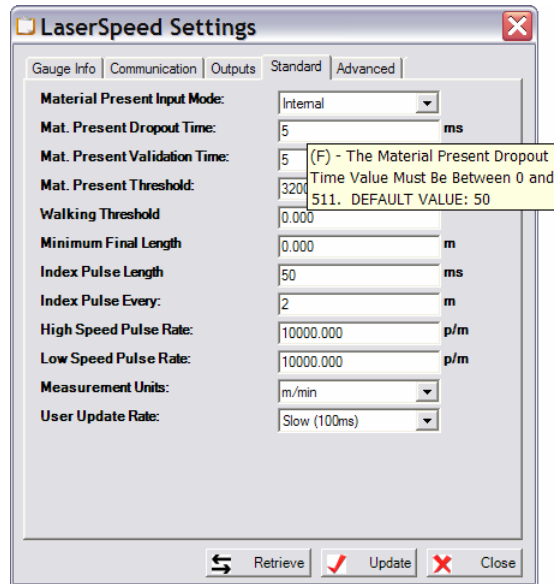 LaserSpeed Settings
Gauge Info Communication Outputs Standard Advanced
Material Present Input Mode: Internal
Mat. Present Dropout Time: 5 ms
Mat. Present Validation Time: 5
(F) - The Material Present Dropout
Time Value Must Be Between 0 and
511. DEFAULT VALUE: 50
Mat. Present Threshold: 3200
Walking Threshold 0.000
Minimum Final Length 0.000 m
Index Pulse Length 50 ms
Index Pulse Every: 2 m
High Speed Pulse Rate: 10000.000 p/m
Low Speed Pulse Rate: 10000.000 p/m
Measurement Units: m/min
User Update Rate: Slow (100ms)
Retrieve Update Close